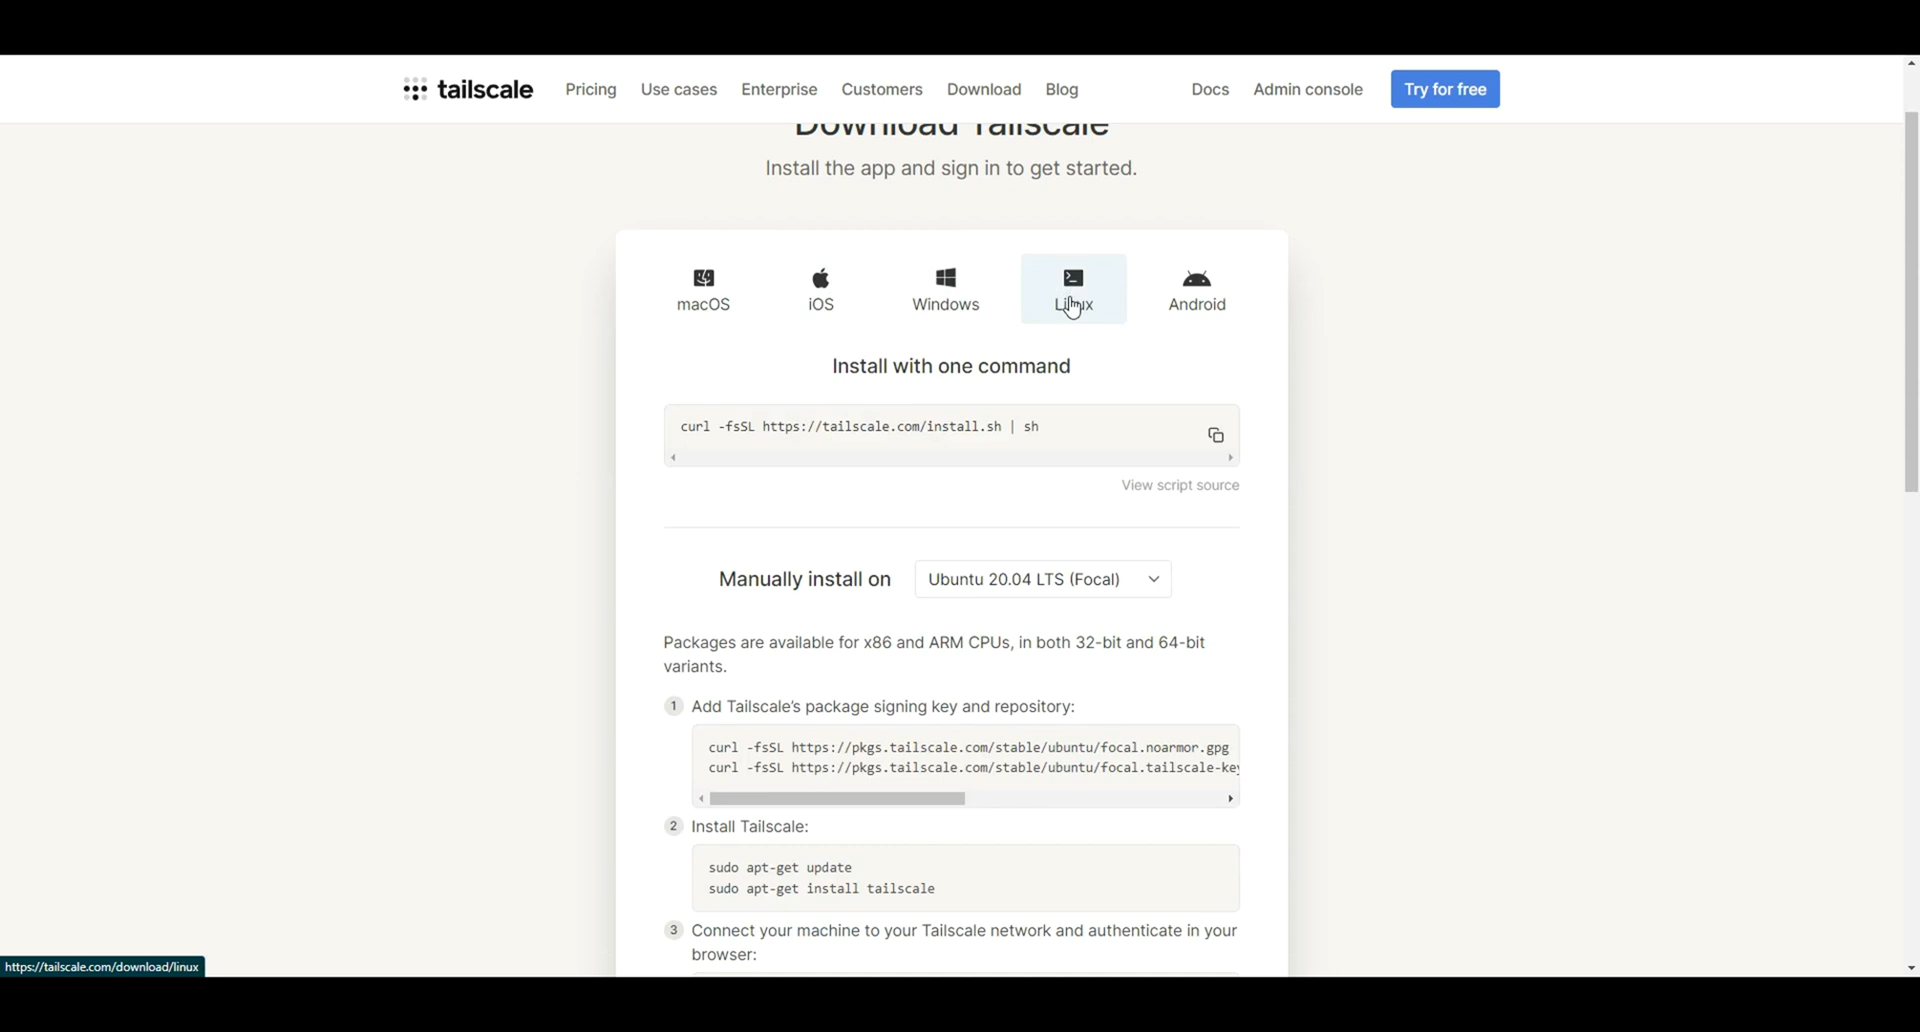 tailscale Pricing Use cases Enterprise Customers Download Blog Docs Admin console Try for free
Download Tailscale
Install the app and sign in to get started.
macOS iOS Windows Linux Android
Install with one command
curl -fsSL https://tailscale.com/install.sh | sh
View script source
Manually install on Ubuntu 20.04 LTS (Focal)
Packages are available for x86 and ARM CPUs, in both 32-bit and 64-bit
variants.
1 Add Tailscale's package signing key and repository:
curl -fsSL https://pkgs.tailscale.com/stable/ubuntu/focal.noarmor.gpg
curl -fsSL https://pkgs.tailscale.com/stable/ubuntu/focal.tailscale-key
2 Install Tailscale:
sudo apt-get update
sudo apt-get install tailscale
3 Connect your machine to your Tailscale network and authenticate in your
browser:
https://tailscale.com/download/linux